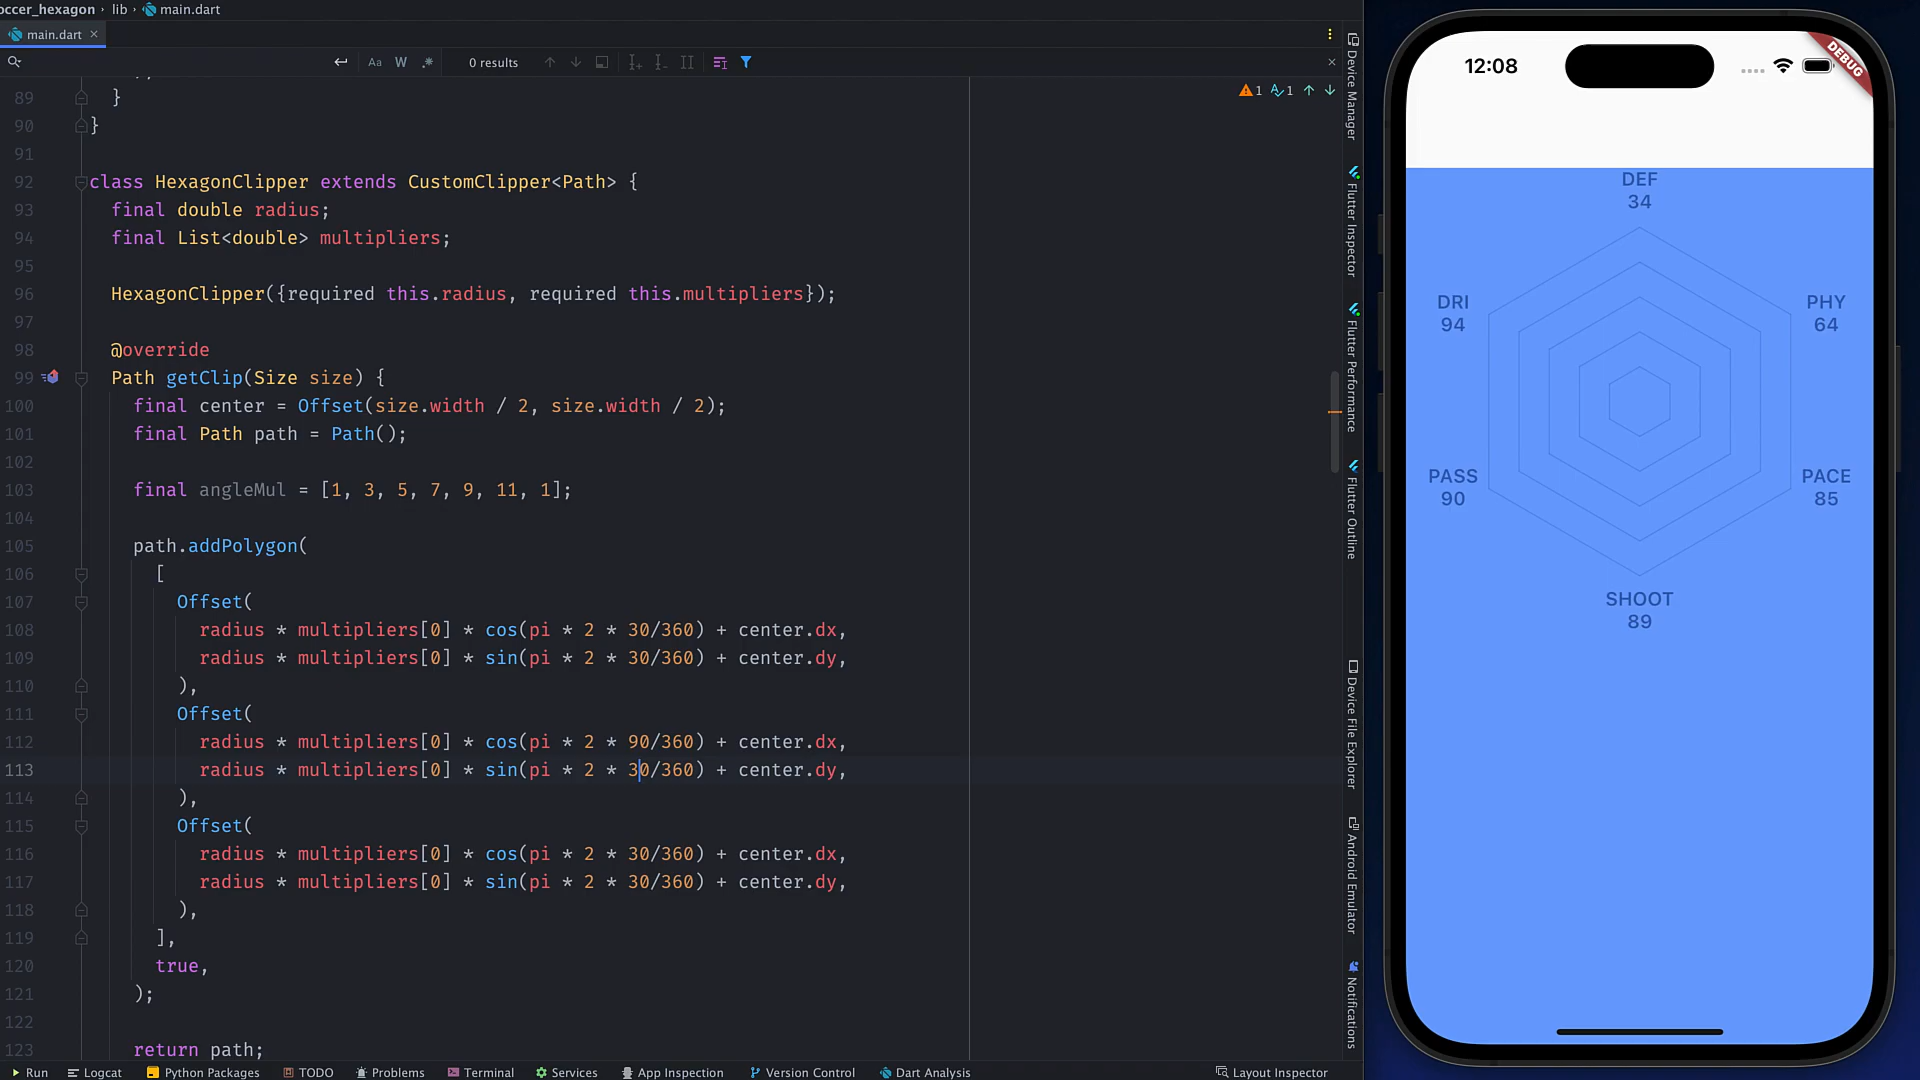 occer_hexagon › lib › main.dart
main.dart
Aa W .* 0 results
1 1
89 }
90 }
91
92 class HexagonClipper extends CustomClipper<Path> {
93 final double radius;
94 final List<double> multipliers;
95
96 HexagonClipper({required this.radius, required this.multipliers});
97
98 @override
99 Path getClip(Size size) {
100 final center = Offset(size.width / 2, size.width / 2);
101 final Path path = Path();
102
103 final angleMul = [1, 3, 5, 7, 9, 11, 1];
104
105 path.addPolygon(
106 [
107 Offset(
108 radius * multipliers[0] * cos(pi * 2 * 30/360) + center.dx,
109 radius * multipliers[0] * sin(pi * 2 * 30/360) + center.dy,
110 ),
111 Offset(
112 radius * multipliers[0] * cos(pi * 2 * 90/360) + center.dx,
113 radius * multipliers[0] * sin(pi * 2 * 30/360) + center.dy,
114 ),
115 Offset(
116 radius * multipliers[0] * cos(pi * 2 * 30/360) + center.dx,
117 radius * multipliers[0] * sin(pi * 2 * 30/360) + center.dy,
118 ),
119 ],
120 true,
121 );
122
123 return path;
Run Logcat Python Packages TODO Problems Terminal Services App Inspection Version Control Dart Analysis Layout Inspector
Device Manager
Flutter Inspector
Flutter Performance
Flutter Outline
Device File Explorer
Android Emulator
Notifications
12:08
DEBUG
DEF
34
DRI
94
PHY
64
PASS
90
PACE
85
SHOOT
89